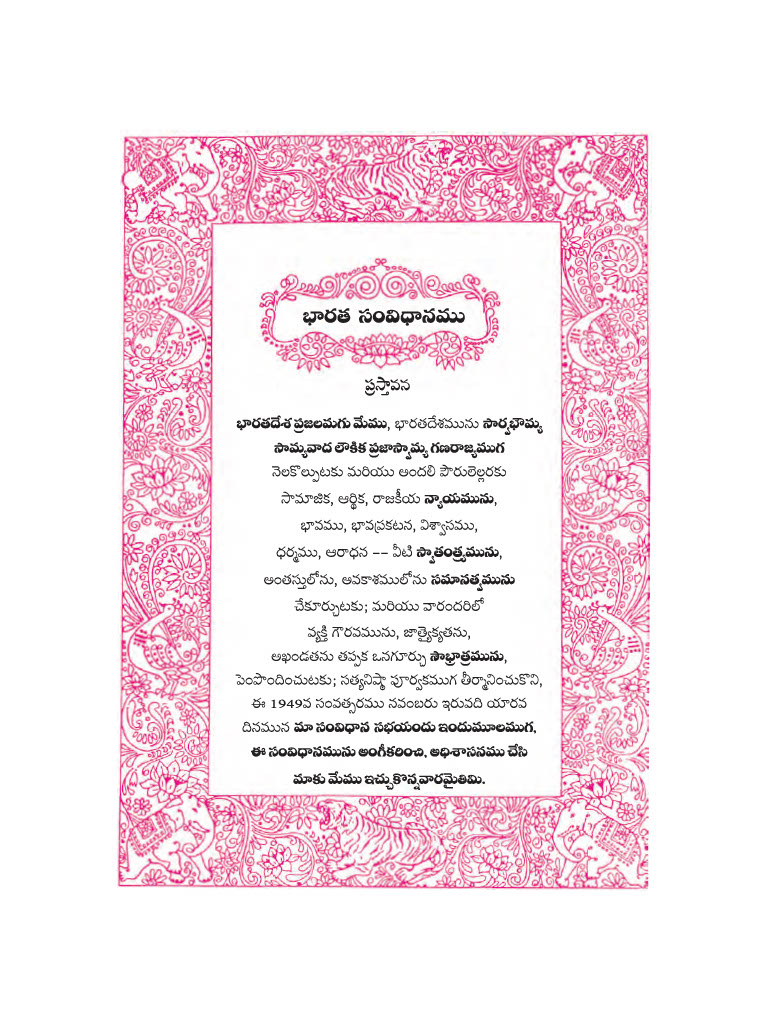 భారత సంవిధానము
ప్రస్తావన
భారతదేశ ప్రజలమగు మేము, భారతదేశమును సార్వభౌమ్య
సామ్యవాద లౌకిక ప్రజాస్వామ్య గణరాజ్యముగ
నెలకొల్పుటకు మరియు అందలి పౌరులెల్లరకు
సామాజిక, ఆర్థిక, రాజకీయ న్యాయమును,
భావము, భావప్రకటన, విశ్వాసము,
ధర్మము, ఆరాధన –– వీటి స్వాతంత్ర్యమును,
అంతస్తులోను, అవకాశములోను సమానత్వమును
చేకూర్చుటకు; మరియు వారందరిలో
వ్యక్తి గౌరవమును, జాత్యైక్యతను,
అఖండతను తప్పక ఒనగూర్చు సౌభ్రాత్రమును,
పెంపొందించుటకు; సత్యనిష్ఠా పూర్వకముగ తీర్మానించుకొని,
ఈ 1949వ సంవత్సరము నవంబరు ఇరువది యారవ
దినమున మా సంవిధాన సభయందు ఇందుమూలముగ,
ఈ సంవిధానమును అంగీకరించి, అధిశాసనము చేసి
మాకు మేము ఇచ్చుకొన్నవారమైతిమి.